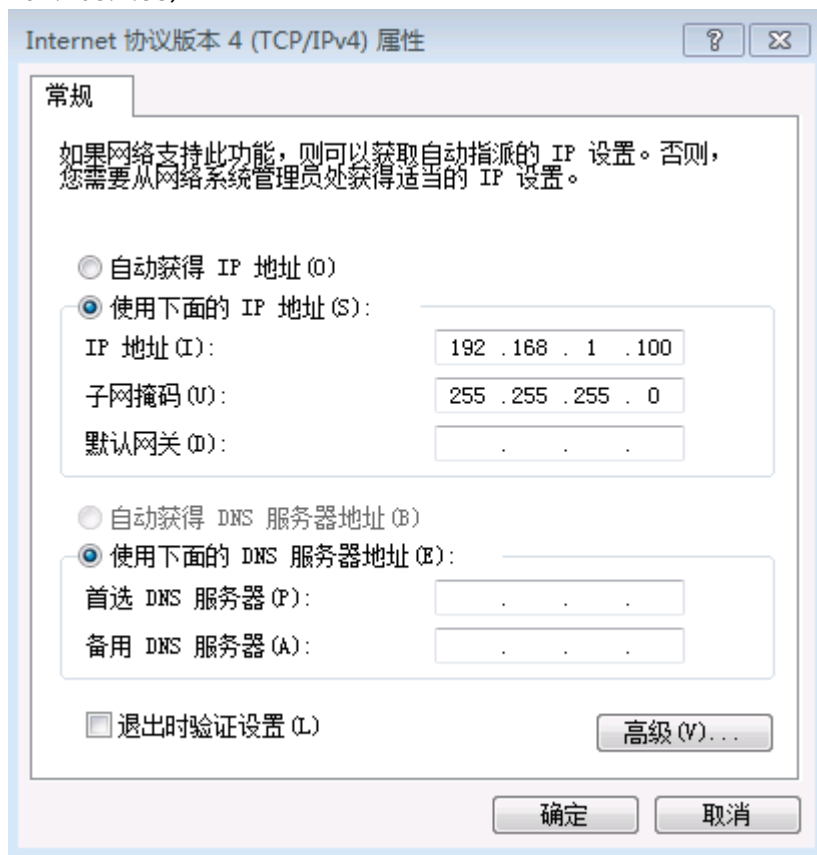 Internet 协议版本 4 (TCP/IPv4) 属性
常规
如果网络支持此功能，则可以获取自动指派的 IP 设置。否则，
您需要从网络系统管理员处获得适当的 IP 设置。
自动获得 IP 地址(O)
使用下面的 IP 地址(S):
IP 地址(I): 192 .168 . 1 .100
子网掩码(U): 255 .255 .255 . 0
默认网关(D): . . .
自动获得 DNS 服务器地址(B)
使用下面的 DNS 服务器地址(E):
首选 DNS 服务器(P): . . .
备用 DNS 服务器(A): . . .
退出时验证设置(L)
高级(V)...
确定 取消